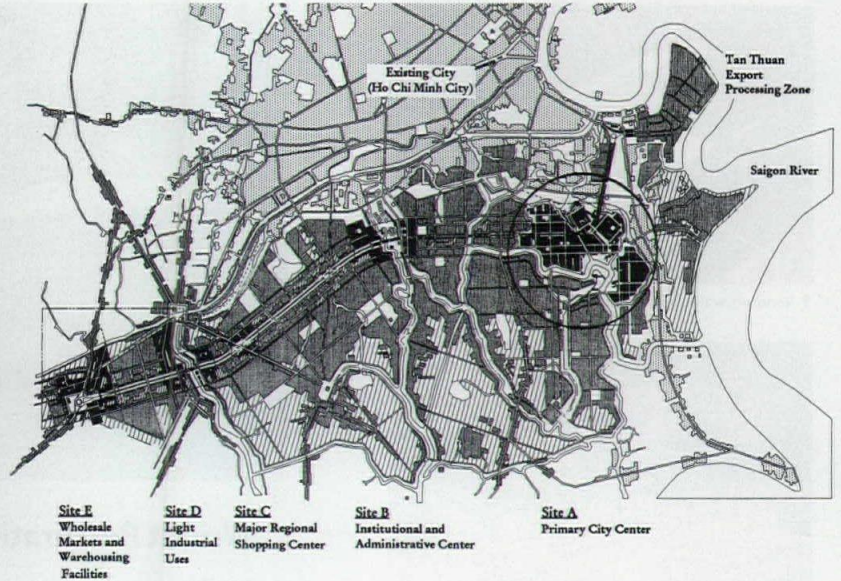 Existing City
(Ho Chi Minh City)
Tan Thuan
Export
Processing Zone
Saigon River
Site E
Wholesale
Markets and
Warehousing
Facilities
Site D
Light
Industrial
Uses
Site C
Major Regional
Shopping Center
Site B
Institutional and
Administrative Center
Site A
Primary City Center